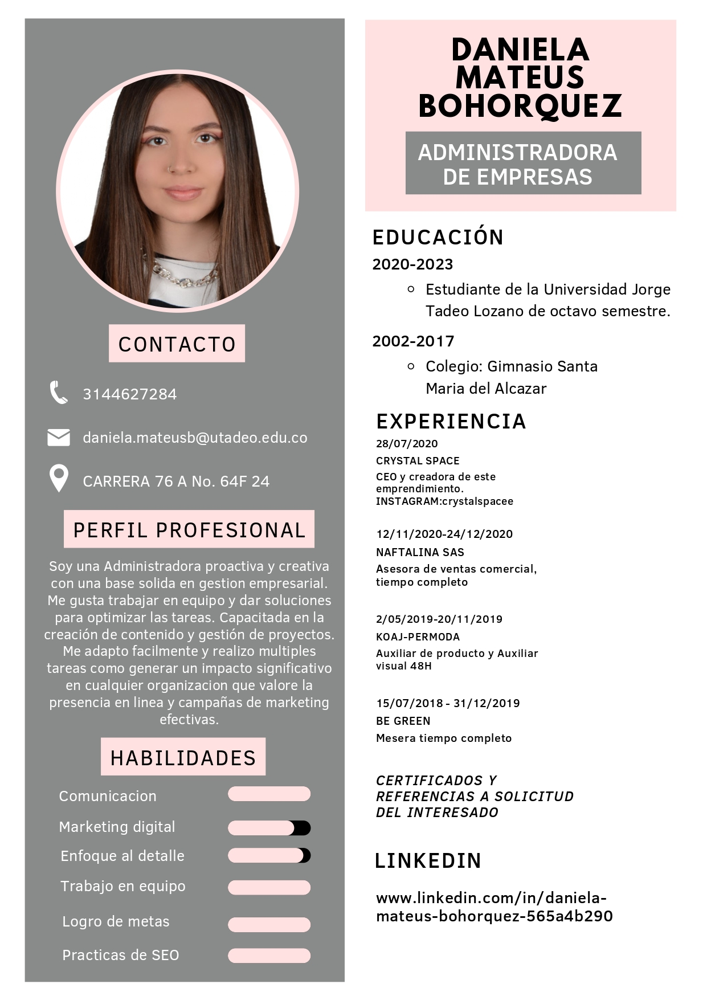 CONTACTO
3144627284
daniela.mateusb@utadeo.edu.co
CARRERA 76 A No. 64F 24
PERFIL PROFESIONAL
Soy una Administradora proactiva y creativa
con una base solida en gestion empresarial.
Me gusta trabajar en equipo y dar soluciones
para optimizar las tareas. Capacitada en la
creación de contenido y gestión de proyectos.
Me adapto facilmente y realizo multiples
tareas como generar un impacto significativo
en cualquier organizacion que valore la
presencia en linea y campañas de marketing
efectivas.
HABILIDADES
Comunicacion
Marketing digital
Enfoque al detalle
Trabajo en equipo
Logro de metas
Practicas de SEO
DANIELA
MATEUS
BOHORQUEZ
ADMINISTRADORA
DE EMPRESAS
EDUCACIÓN
2020-2023
Estudiante de la Universidad Jorge
Tadeo Lozano de octavo semestre.
2002-2017
Colegio: Gimnasio Santa
Maria del Alcazar
EXPERIENCIA
28/07/2020
CRYSTAL SPACE
CEO y creadora de este
emprendimiento.
INSTAGRAM:crystalspacee
12/11/2020-24/12/2020
NAFTALINA SAS
Asesora de ventas comercial,
tiempo completo
2/05/2019-20/11/2019
KOAJ-PERMODA
Auxiliar de producto y Auxiliar
visual 48H
15/07/2018 - 31/12/2019
BE GREEN
Mesera tiempo completo
CERTIFICADOS Y
REFERENCIAS A SOLICITUD
DEL INTERESADO
LINKEDIN
www.linkedin.com/in/daniela-
mateus-bohorquez-565a4b290